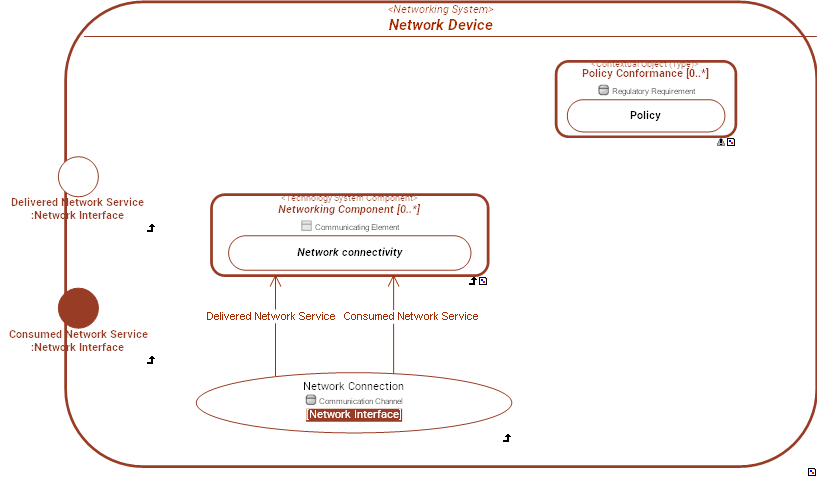 <Networking System>
Network Device
<Contextual Object (Type)>
Policy Conformance [0..*]
Regulatory Requirement
Policy
Delivered Network Service
:Network Interface
<Technology System Component>
Networking Component [0..*]
Communicating Element
Network connectivity
Delivered Network Service
Consumed Network Service
Consumed Network Service
:Network Interface
Network Connection
Communication Channel
[Network Interface]